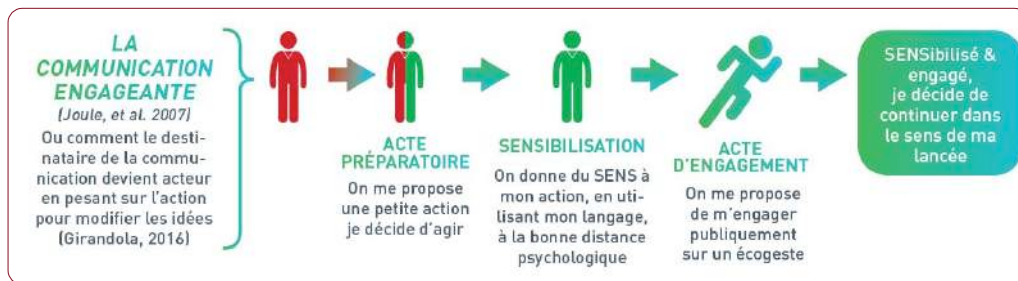 LA
COMMUNICATION
ENGAGEANTE
(Joule, et al. 2007)
Ou comment le desti-
nataire de la commu-
nication devient acteur
en pesant sur l'action
pour modifier les idées
(Girandola, 2016)
ACTE
PRÉPARATOIRE
On me propose
une petite action
je décide d'agir
SENSIBILISATION
On donne du SENS à
mon action, en uti-
lisant mon langage,
à la bonne distance
psychologique
ACTE
D'ENGAGEMENT
On me propose
de m'engager
publiquement
sur un écogeste
SENSibilisé &
engagé,
je décide de
continuer dans
le sens de ma
lancée